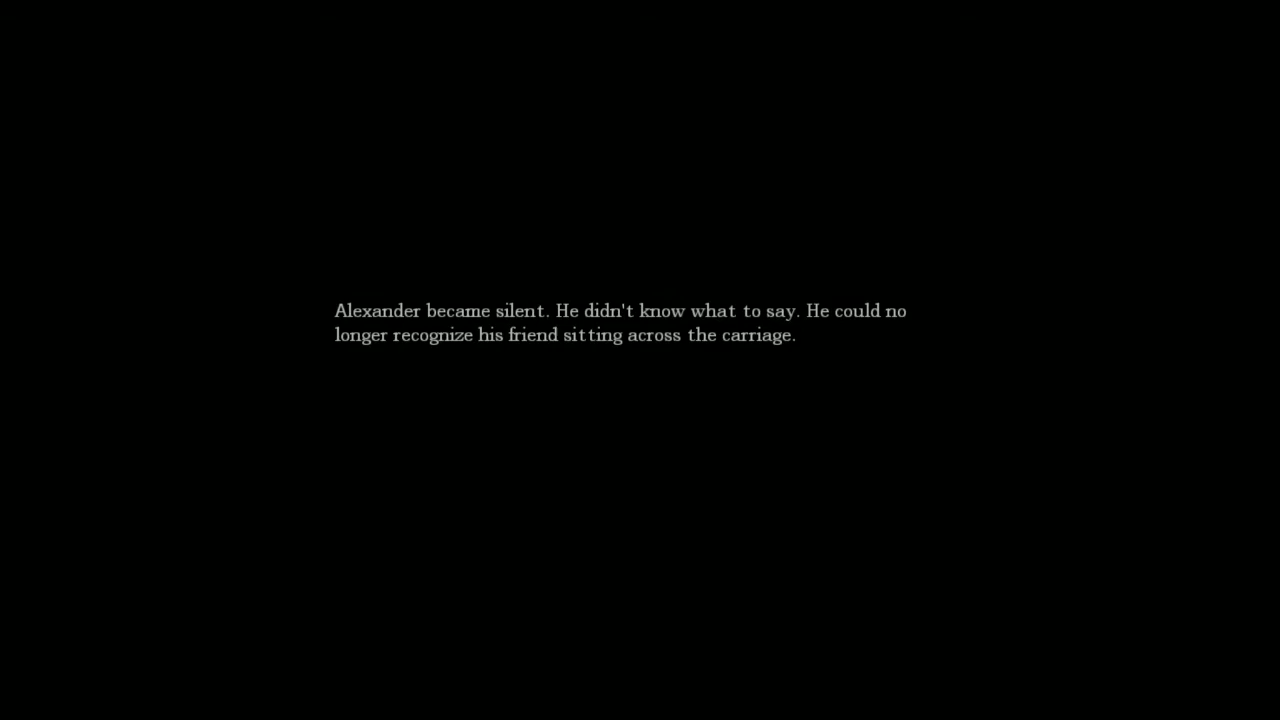 Alexander became silent. He didn't know what to say. He could no
longer recognize his friend sitting across the carriage.